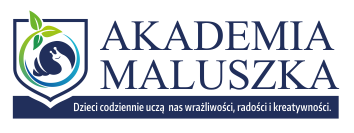 AKADEMIA
MALUSZKA
Dzieci codziennie uczą nas wrażliwości, radości i kreatywności.